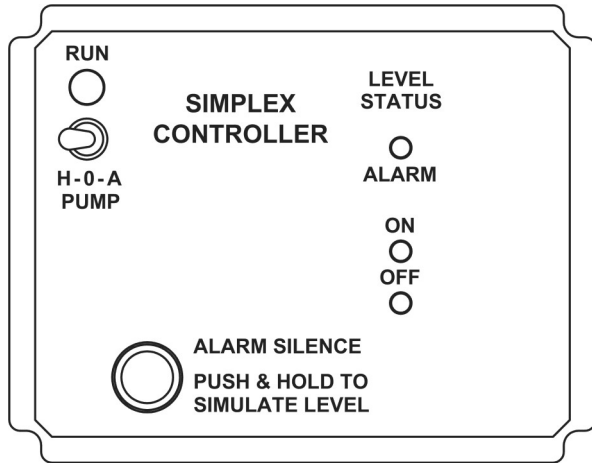 RUN
H-0-A
PUMP
SIMPLEX
CONTROLLER
LEVEL
STATUS
ALARM
ON
OFF
ALARM SILENCE
PUSH & HOLD TO
SIMULATE LEVEL